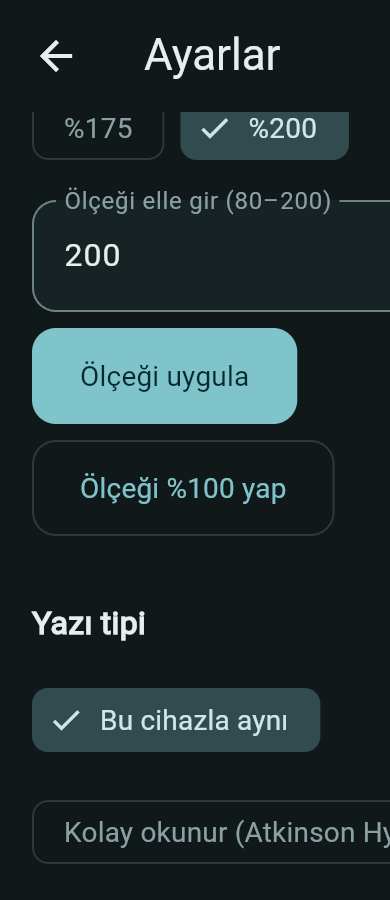 Ayarlar
%175
%200
Ölçeği elle gir (80–200)
200
Ölçeği uygula
Ölçeği %100 yap
Yazı tipi
Bu cihazla aynı
Kolay okunur (Atkinson Hy